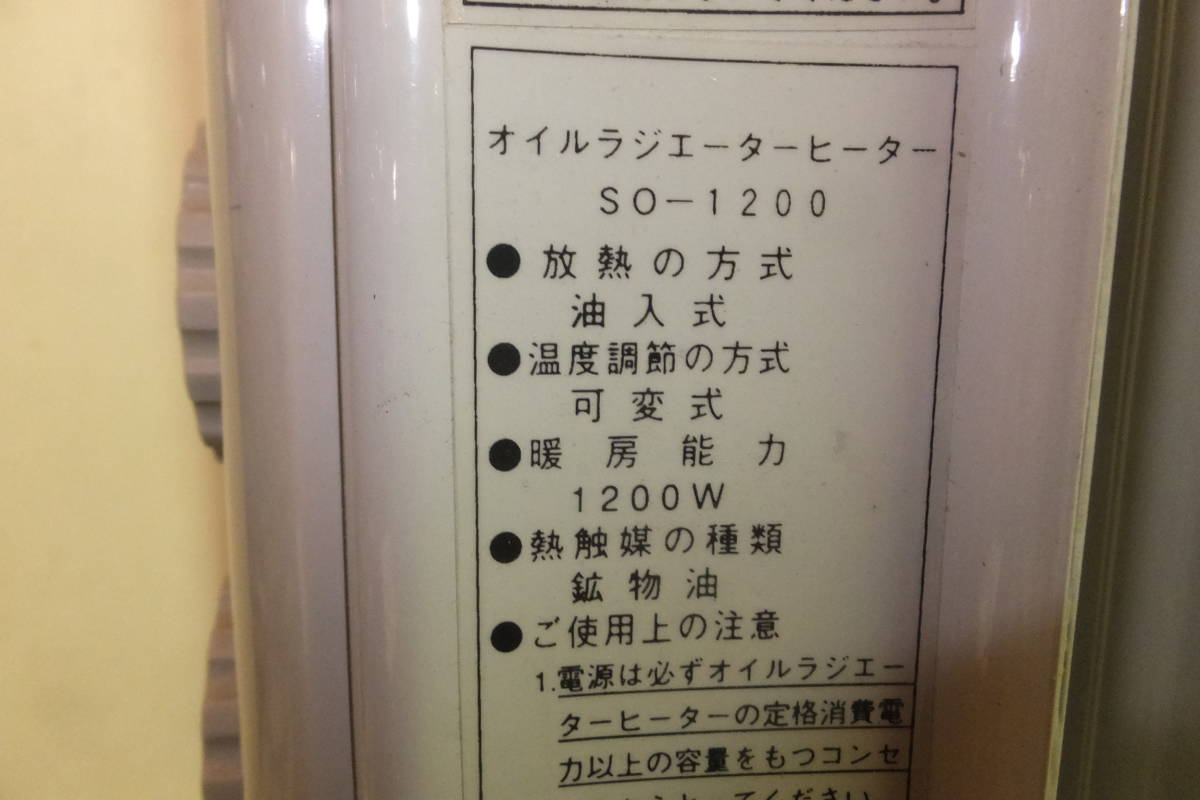 オイルラジエーターヒーター
SO-1200
●放熱の方式
油入式
●温度調節の方式
可変式
●暖房能力
1200W
●熱触媒の種類
鉱物油
●ご使用上の注意
1.電源は必ずオイルラジエー
ターヒーターの定格消費電
力以上の容量をもつコンセ
ください